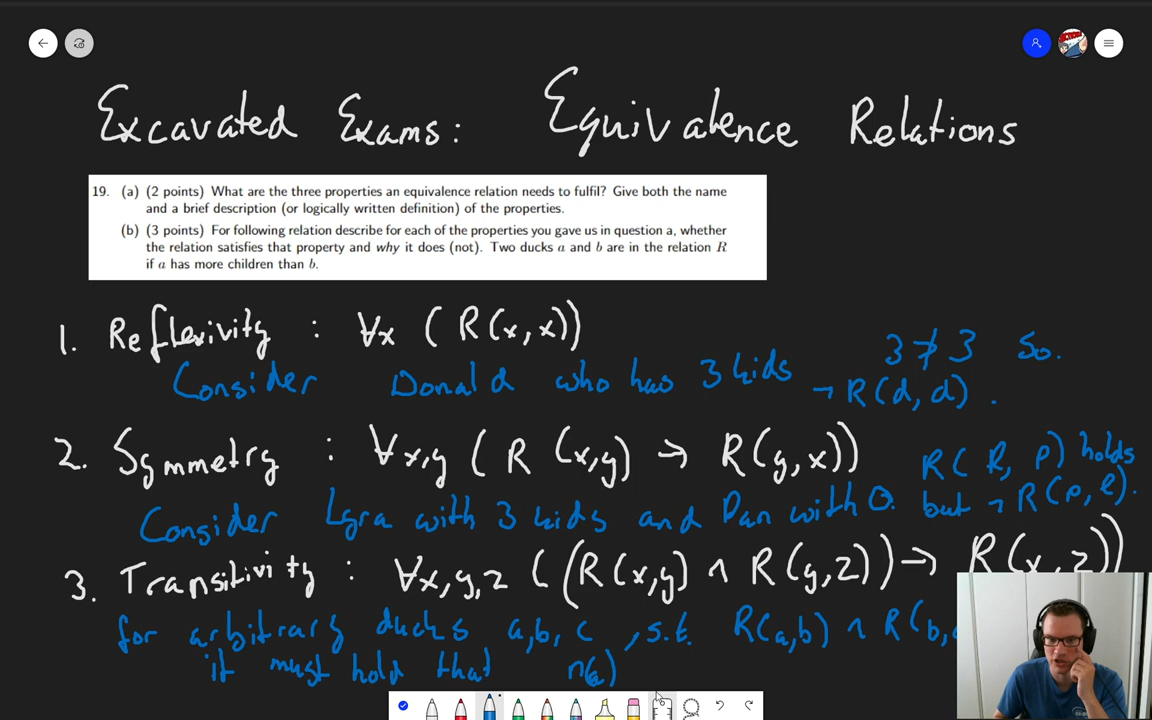 Excavated Exams: Equivalence Relations
19. (a) (2 points) What are the three properties an equivalence relation needs to fulfil? Give both the name
and a brief description (or logically written definition) of the properties.
(b) (3 points) For following relation describe for each of the properties you gave us in question a, whether
the relation satisfies that property and why it does (not). Two ducks a and b are in the relation R
if a has more children than b.
1. Reflexivity : ∀x (R(x,x))
Consider Donald who has 3 kids 3 ≯ 3 So.
¬R(d,d).
2. Symmetry : ∀x,y (R(x,y) → R(y,x))
R( , p) holds
Consider with 3 kids and Dan with 0. but ¬R(p, ).
3. Transitivity : ∀x,y,z ((R(x,y) ∧ R(y,z)) → R(x,z))
for arbitrary ducks a,b,c, s.t. R(a,b) ∧ R(b,
it must hold that n(a)